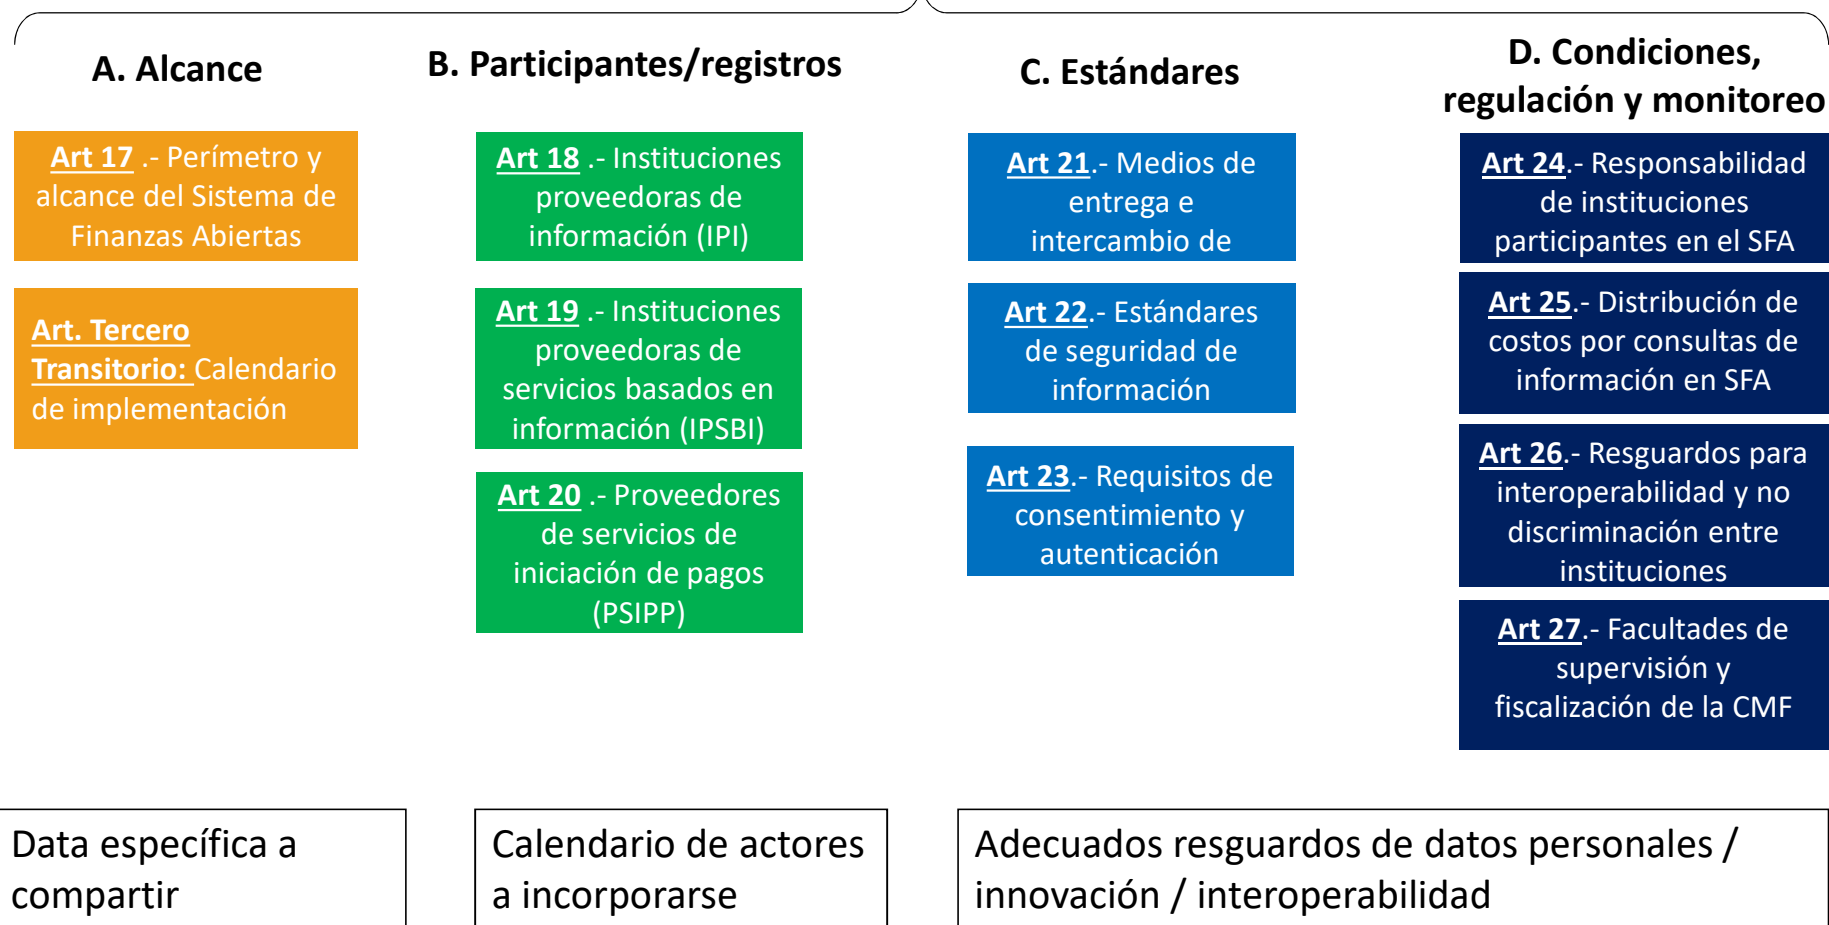 A. Alcance
Art 17 .- Perímetro y
alcance del Sistema de
Finanzas Abiertas
Art. Tercero
Transitorio: Calendario
de implementación
B. Participantes/registros
Art 18 .- Instituciones
proveedoras de
información (IPI)
Art 19 .- Instituciones
proveedoras de
servicios basados en
información (IPSBI)
Art 20 .- Proveedores
de servicios de
iniciación de pagos
(PSIPP)
C. Estándares
Art 21.- Medios de
entrega e
intercambio de
Art 22.- Estándares
de seguridad de
información
Art 23.- Requisitos de
consentimiento y
autenticación
D. Condiciones,
regulación y monitoreo
Art 24.- Responsabilidad
de instituciones
participantes en el SFA
Art 25.- Distribución de
costos por consultas de
información en SFA
Art 26.- Resguardos para
interoperabilidad y no
discriminación entre
instituciones
Art 27.- Facultades de
supervisión y
fiscalización de la CMF
Data específica a
compartir
Calendario de actores
a incorporarse
Adecuados resguardos de datos personales /
innovación / interoperabilidad